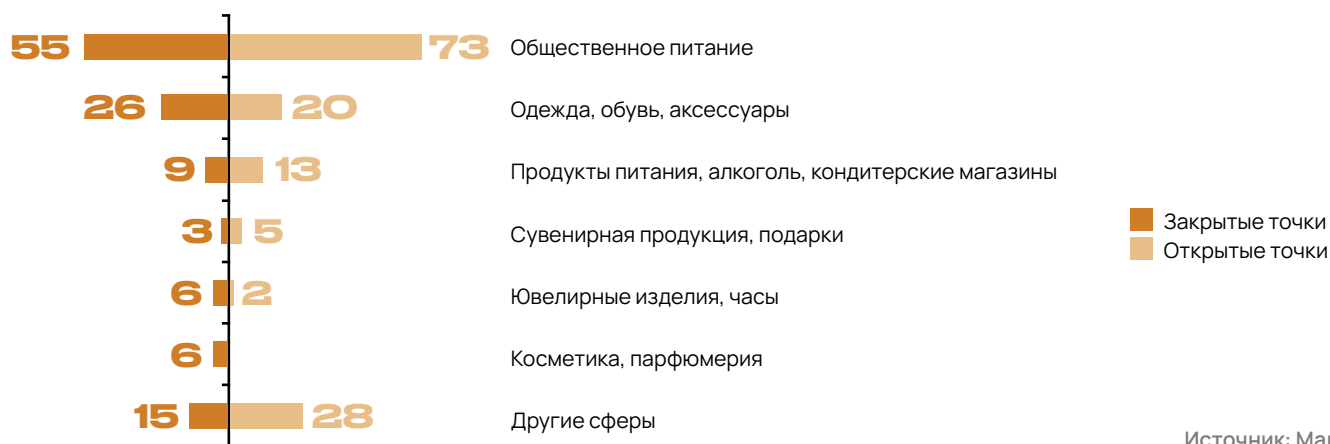 55 73 Общественное питание
26 20 Одежда, обувь, аксессуары
9 13 Продукты питания, алкоголь, кондитерские магазины
3 5 Сувенирная продукция, подарки
Закрытые точки
Открытые точки
6 2 Ювелирные изделия, часы
6 Косметика, парфюмерия
15 28 Другие сферы
Источник: